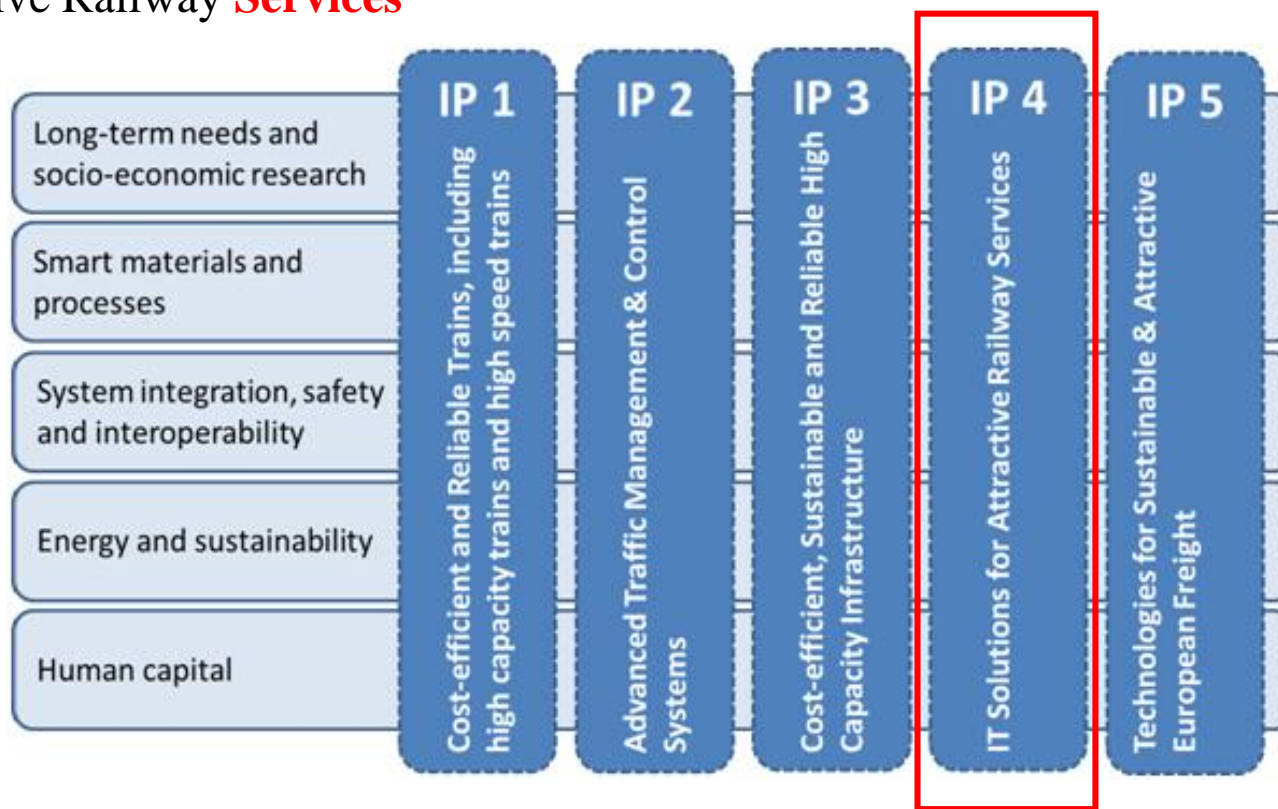 ive Railway Services
Long-term needs and
socio-economic research
Smart materials and
processes
System integration, safety
and interoperability
Energy and sustainability
Human capital
IP 1
Cost-efficient and Reliable Trains, including
high capacity trains and high speed trains
IP 2
Advanced Traffic Management & Control
Systems
IP 3
Cost-efficient, Sustainable and Reliable High
Capacity Infrastructure
IP 4
IT Solutions for Attractive Railway Services
IP 5
Technologies for Sustainable & Attractive
European Freight